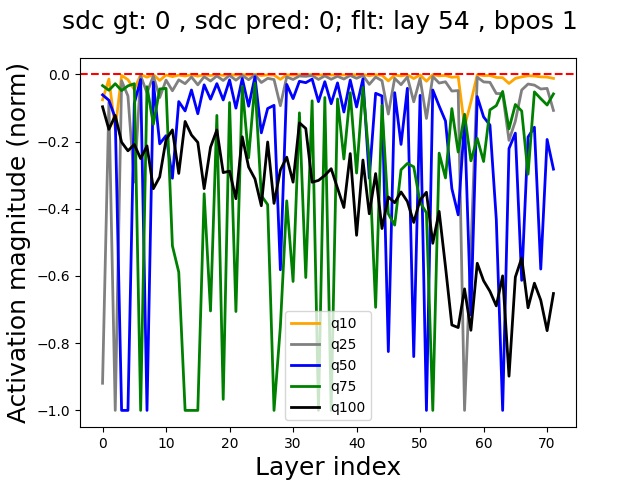 sdc gt: 0 , sdc pred: 0; flt: lay 54 , bpos 1
Activation magnitude (norm)
0.0
−0.2
−0.4
−0.6
−0.8
−1.0
q10
q25
q50
q75
q100
0 10 20 30 40 50 60 70
Layer index